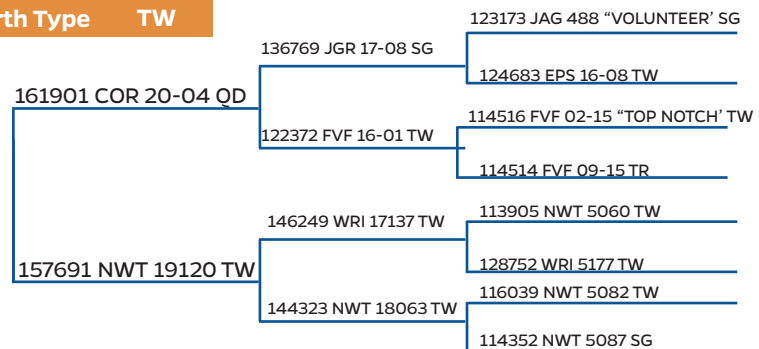 rth Type TW
123173 JAG 488 “VOLUNTEER’ SG
136769 JGR 17-08 SG
124683 EPS 16-08 TW
161901 COR 20-04 QD
114516 FVF 02-15 “TOP NOTCH’ TW
122372 FVF 16-01 TW
114514 FVF 09-15 TR
113905 NWT 5060 TW
146249 WRI 17137 TW
128752 WRI 5177 TW
157691 NWT 19120 TW
116039 NWT 5082 TW
144323 NWT 18063 TW
114352 NWT 5087 SG